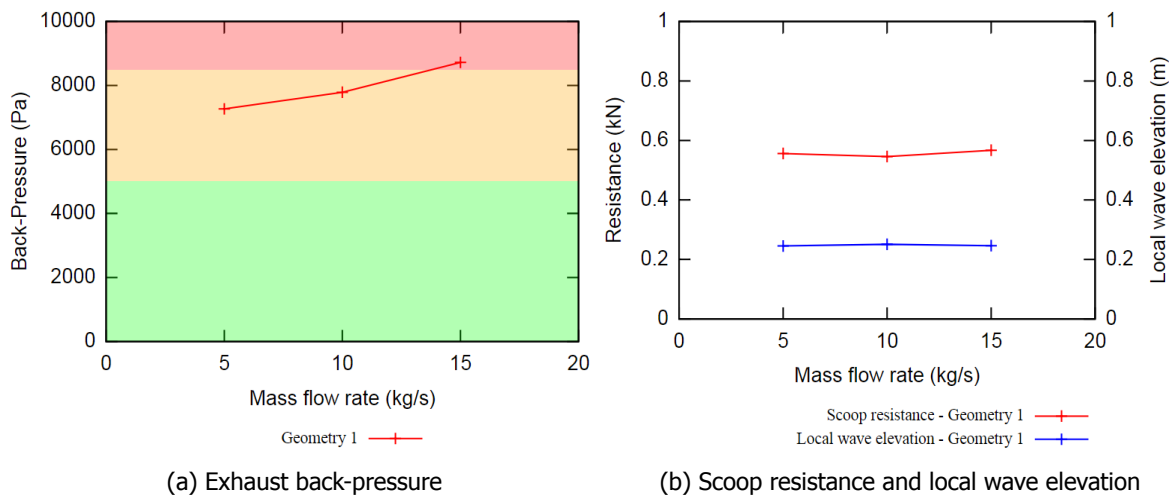 10000
8000
6000
4000
2000
0
Back-Pressure (Pa)
0 5 10 15 20
Mass flow rate (kg/s)
Geometry 1
(a) Exhaust back-pressure
1
0.8
0.6
0.4
0.2
0
Resistance (kN)
1
0.8
0.6
0.4
0.2
0
Local wave elevation (m)
0 5 10 15 20
Mass flow rate (kg/s)
Scoop resistance - Geometry 1
Local wave elevation - Geometry 1
(b) Scoop resistance and local wave elevation